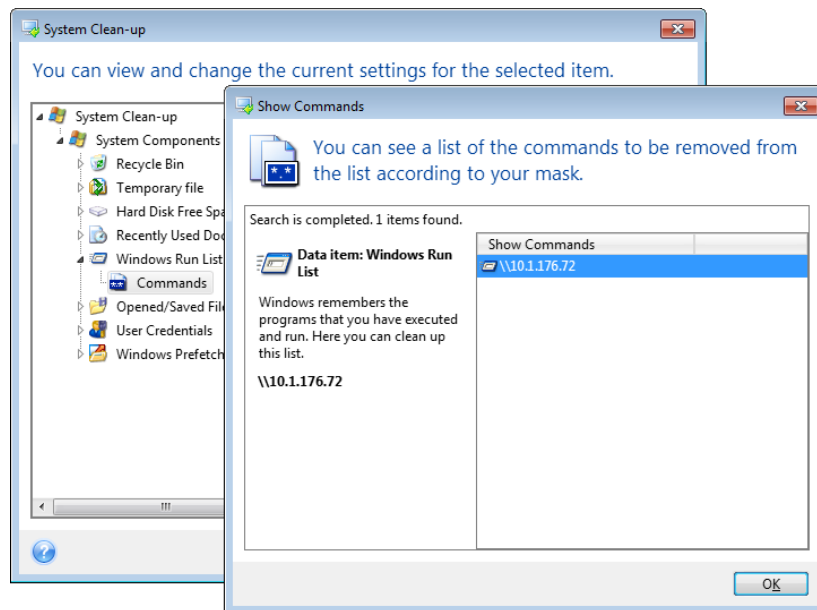 System Clean-up
You can view and change the current settings for the selected item.
System Clean-up
System Components
Recycle Bin
Temporary file
Hard Disk Free Spa
Recently Used Doc
Windows Run List
Commands
Opened/Saved File
User Credentials
Windows Prefetch
Show Commands
*.*
You can see a list of the commands to be removed from
the list according to your mask.
Search is completed. 1 items found.
Data item: Windows Run
List
Windows remembers the
programs that you have executed
and run. Here you can clean up
this list.
\\10.1.176.72
Show Commands
\\10.1.176.72
OK